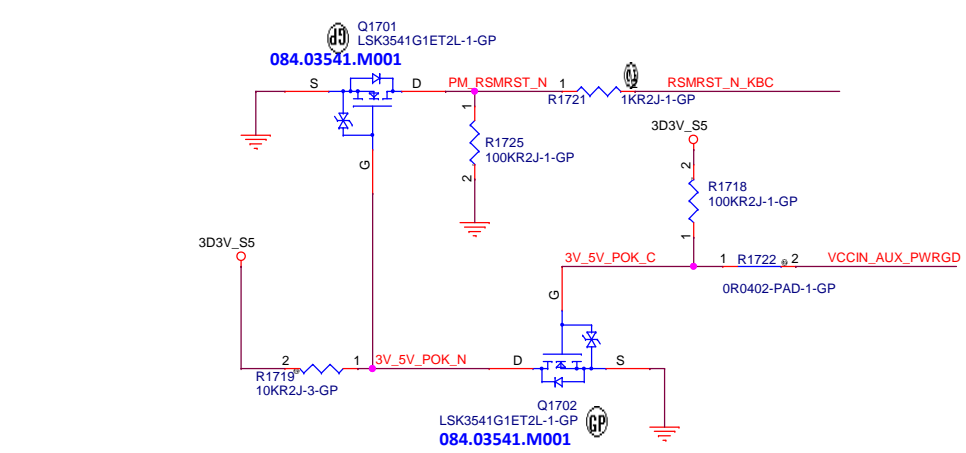 Q1701
LSK3541G1ET2L-1-GP
084.03541.M001
S
D
PM_RSMRST_N
1
R1721
1KR2J-1-GP
RSMRST_N_KBC
G
1
R1725
100KR2J-1-GP
2
3D3V_S5
2
R1718
100KR2J-1-GP
1
3D3V_S5
3V_5V_POK_C
1
R1722
2
VCCIN_AUX_PWRGD
0R0402-PAD-1-GP
G
2
R1719
10KR2J-3-GP
1
3V_5V_POK_N
D
S
Q1702
LSK3541G1ET2L-1-GP
GP
084.03541.M001